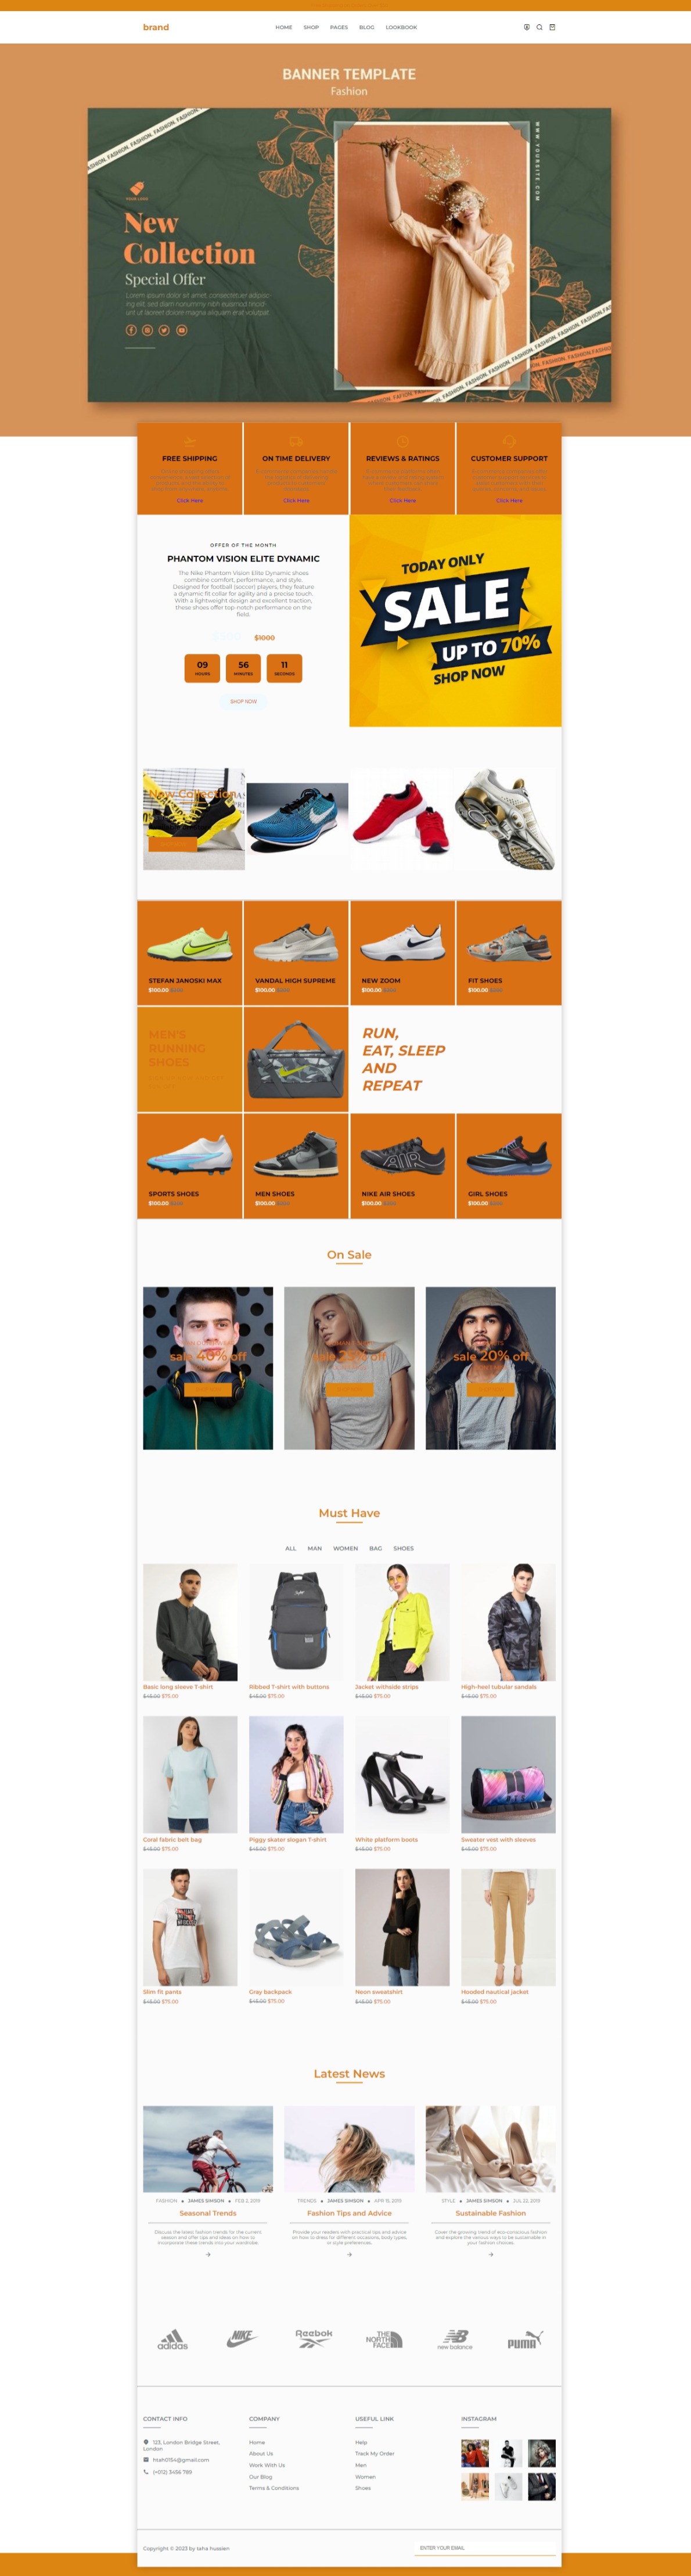 brand
HOME SHOP PAGES BLOG LOOKBOOK
BANNER TEMPLATE
Fashion
FASHION. FASHION. FASHION. FASHION. FASHION.
WWW.YOURSITE.COM
YOUR LOGO
New
Collection
Special Offer
Lorem ipsum dolor sit amet, consectetuer adipisc-
ing elit, sed diam nonummy nibh euismod tincid-
unt ut laoreet dolore magna aliquam erat volutpat.
FREE SHIPPING
ON TIME DELIVERY
REVIEWS & RATINGS
CUSTOMER SUPPORT
Click Here
Click Here
Click Here
Click Here
OFFER OF THE MONTH
PHANTOM VISION ELITE DYNAMIC
The Nike Phantom Vision Elite Dynamic shoes
combine comfort, performance, and style.
Designed for football (soccer) players, they feature
a dynamic fit collar for agility and a precise touch.
With a lightweight design and excellent traction,
these shoes offer top-notch performance on the
field.
$1000
09 56 11
HOURS MINUTES SECONDS
SHOP NOW
TODAY ONLY
SALE
UP TO 70%
SHOP NOW
New Collection
STEFAN JANOSKI MAX
$100.00
VANDAL HIGH SUPREME
$100.00
NEW ZOOM
$100.00
FIT SHOES
$100.00
MEN'S
RUNNING
SHOES
RUN,
EAT, SLEEP
AND
REPEAT
SPORTS SHOES
$100.00
MEN SHOES
$100.00
NIKE AIR SHOES
$100.00
GIRL SHOES
$100.00
On Sale
sale 40% off
off
sale 20% off
Must Have
ALL MAN WOMEN BAG SHOES
Basic long sleeve T-shirt
$45.00 $75.00
Ribbed T-shirt with buttons
$45.00 $75.00
Jacket withside strips
$45.00 $75.00
High-heel tubular sandals
$45.00 $75.00
Coral fabric belt bag
$45.00 $75.00
Piggy skater slogan T-shirt
$45.00 $75.00
White platform boots
$45.00 $75.00
Sweater vest with sleeves
$45.00 $75.00
Slim fit pants
$45.00 $75.00
Gray backpack
$45.00 $75.00
Neon sweatshirt
$45.00 $75.00
Hooded nautical jacket
$45.00 $75.00
Latest News
FASHION JAMES SIMSON FEB 2, 2019
Seasonal Trends
Discuss the latest fashion trends for the current
season and offer tips and ideas on how to
incorporate these trends into your wardrobe
TRENDS JAMES SIMSON APR 15, 2019
Fashion Tips and Advice
Provide your readers with practical tips and advice
on how to dress for different occasions, body types,
or style preferences.
STYLE JAMES SIMSON JUL 22, 2019
Sustainable Fashion
Cover the growing trend of eco-conscious fashion
and explore the various ways to be sustainable in
your fashion choices.
adidas
NIKE
Reebok
THE NORTH FACE
new balance
PUMA
CONTACT INFO
123, London Bridge Street,
London
htah0154@gmail.com
(+012) 3456 789
COMPANY
Home
About Us
Work With Us
Our Blog
Terms & Conditions
USEFUL LINK
Help
Track My Order
Men
Women
Shoes
INSTAGRAM
Copyright © 2023 by taha hussien
ENTER YOUR EMAIL